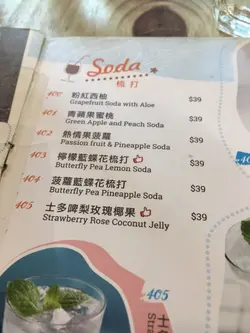 Soda
梳打
400 粉紅西柚 $39
Grapefruit Soda with Aloe
401 青蘋果蜜桃 $39
Green Apple and Peach Soda
402 熱情果菠蘿 $39
Passion fruit & Pineapple Soda
403 檸檬藍蝶花梳打 $39
Butterfly Pea Lemon Soda
404 菠蘿藍蝶花梳打 $39
Butterfly Pea Pineapple Soda
405 士多啤梨玫瑰椰果 $39
Strawberry Rose Coconut Jelly
405
士多
Stra